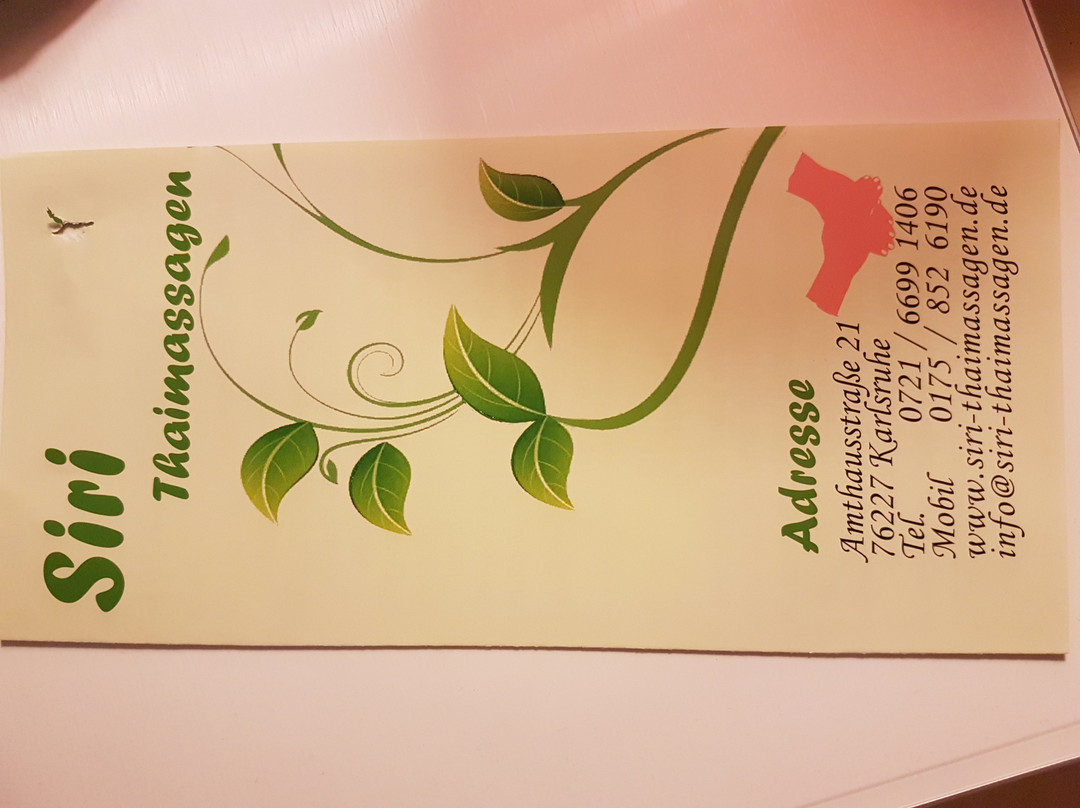 Siri
Thaimassagen
Adresse
Amthausstraße 21
76227 Karlsruhe
Tel. 0721 / 6699 1406
Mobil 0175 / 852 6190
www.siri-thaimassagen.de
info@siri-thaimassagen.de